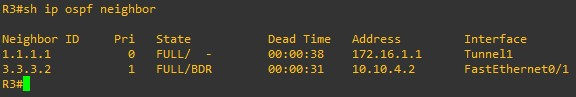 R3#sh ip ospf neighbor
Neighbor ID     Pri   State           Dead Time   Address         Interface
1.1.1.1           0   FULL/  -        00:00:38    172.16.1.1      Tunnel1
3.3.3.2           1   FULL/BDR        00:00:31    10.10.4.2       FastEthernet0/1
R3#